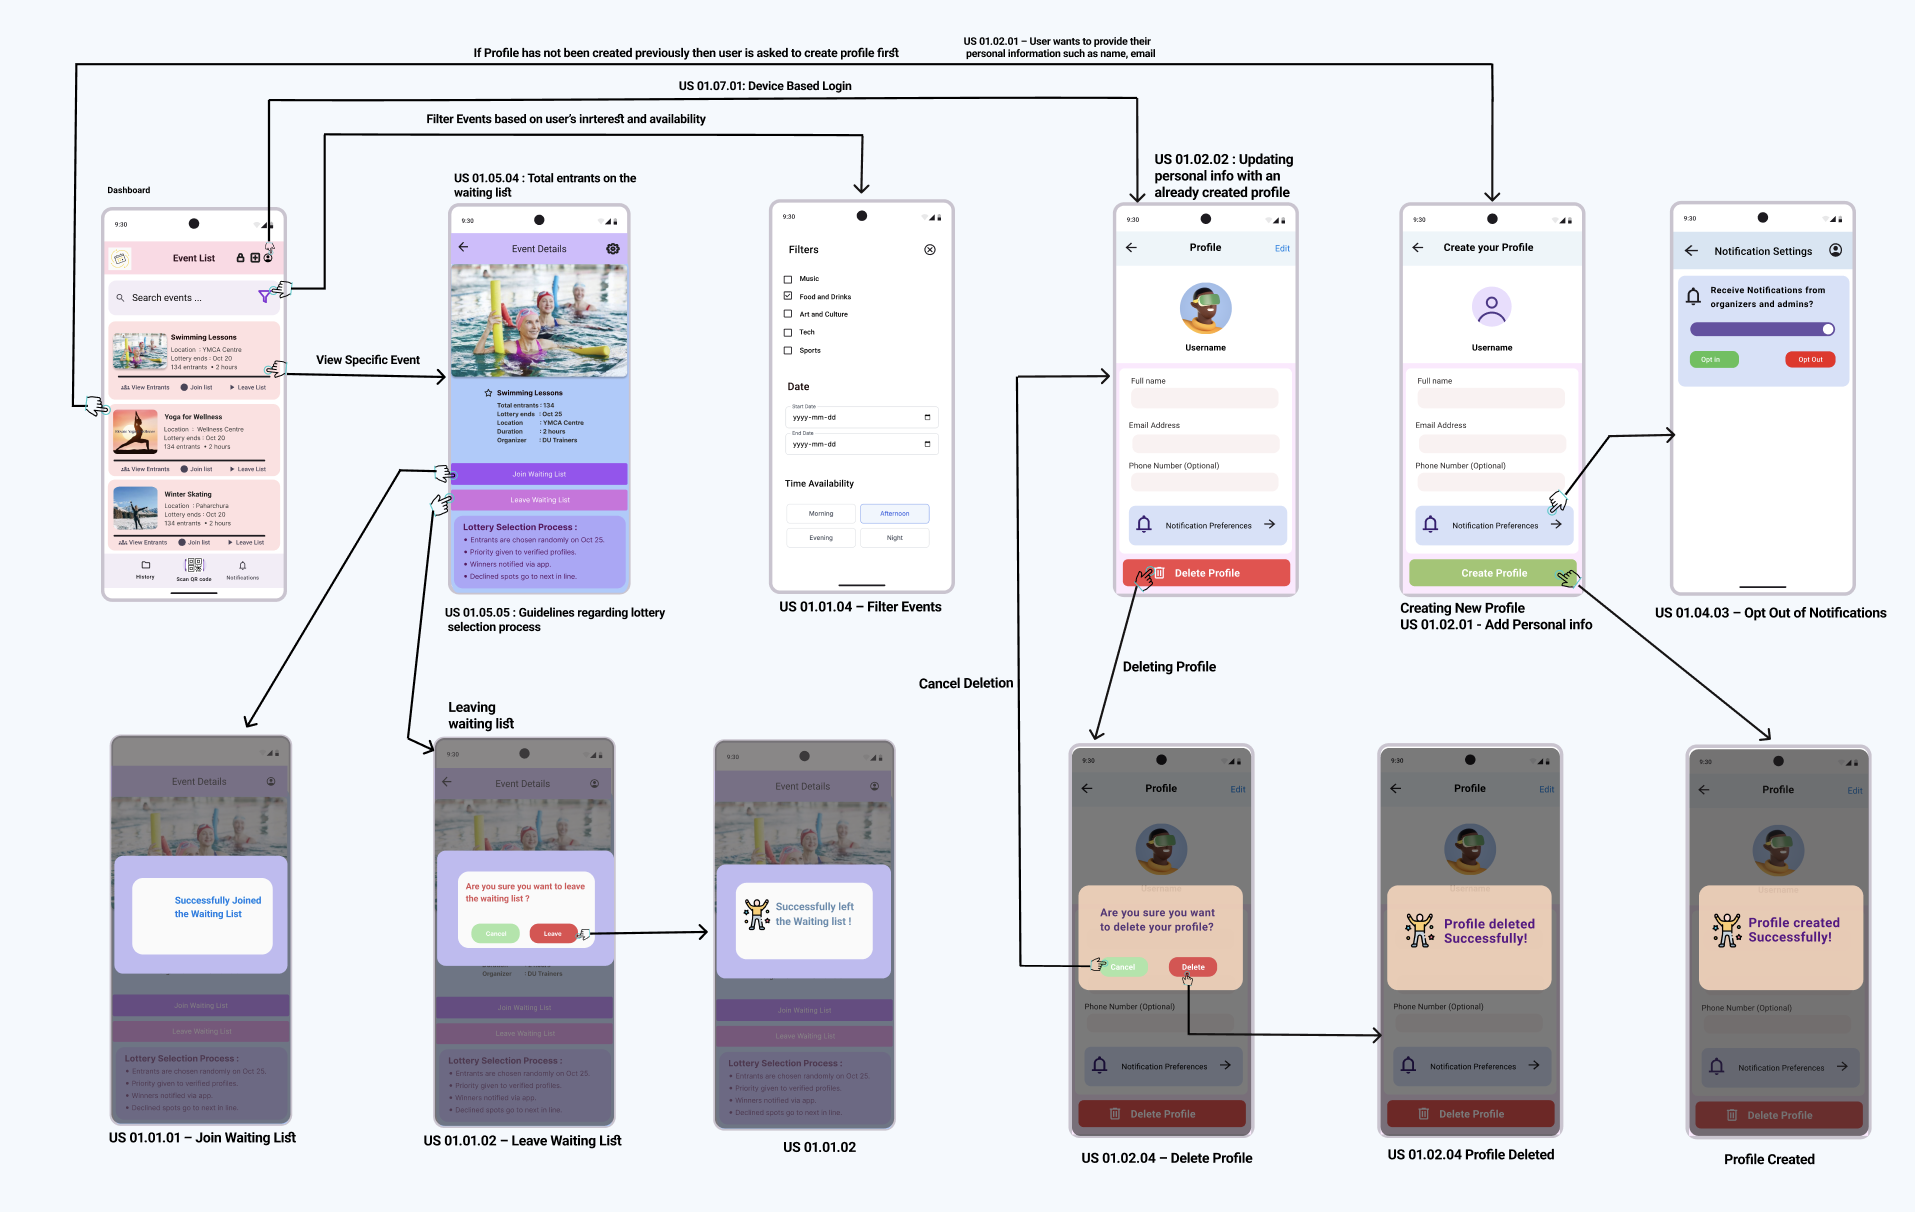 If Profile has not been created previously then user is asked to create profile first
US 01.02.01 – User wants to provide their
personal information such as name, email
US 01.07.01: Device Based Login
Filter Events based on user's inrterest and availability
Dashboard
9:30
Event List
Search events ...
Swimming Lessons
Location : YMCA Centre
Lottery ends : Oct 20
134 entrants • 2 hours
View Entrants
Join list
Leave List
Yoga for Wellness
Location : Wellness Centre
Lottery ends : Oct 20
134 entrants • 2 hours
View Entrants
Join list
Leave List
Winter Skating
Location : Paharchura
Lottery ends : Oct 20
134 entrants • 2 hours
View Entrants
Join list
Leave List
History
Scan QR code
Notifications
View Specific Event
US 01.05.04 : Total entrants on the
waiting list
9:30
Event Details
Swimming Lessons
Total entrants : 134
Lottery ends : Oct 25
Location : YMCA Centre
Duration : 2 hours
Organizer : DU Trainers
Join Waiting List
Leave Waiting List
Lottery Selection Process :
• Entrants are chosen randomly on Oct 25.
• Priority given to verified profiles.
• Winners notified via app.
• Declined spots go to next in line.
US 01.05.05 : Guidelines regarding lottery
selection process
9:30
Filters
Music
Food and Drinks
Art and Culture
Tech
Sports
Date
Start Date
yyyy-mm-dd
End Date
yyyy-mm-dd
Time Availability
Morning
Afternoon
Evening
Night
US 01.01.04 – Filter Events
US 01.02.02 : Updating
personal info with an
already created profile
9:30
Profile
Edit
Username
Full name
Email Address
Phone Number (Optional)
Notification Preferences
Delete Profile
9:30
Create your Profile
Username
Full name
Email Address
Phone Number (Optional)
Notification Preferences
Create Profile
Creating New Profile
US 01.02.01 - Add Personal info
9:30
Notification Settings
Receive Notifications from
organizers and admins?
Opt in
Opt Out
US 01.04.03 – Opt Out of Notifications
Deleting Profile
Cancel Deletion
Leaving
waiting list
Event Details
Successfully Joined
the Waiting List
Join Waiting List
Leave Waiting List
Lottery Selection Process :
• Entrants are chosen randomly on Oct 25.
• Priority given to verified profiles.
• Winners notified via app.
• Declined spots go to next in line.
US 01.01.01 – Join Waiting List
9:30
Event Details
Are you sure you want to leave
the waiting list ?
Cancel
Leave
Organizer : DU Trainers
Join Waiting List
Leave Waiting List
Lottery Selection Process :
• Entrants are chosen randomly on Oct 25.
• Priority given to verified profiles.
• Winners notified via app.
• Declined spots go to next in line.
US 01.01.02 – Leave Waiting List
9:30
Event Details
Successfully left
the Waiting list !
Join Waiting List
Leave Waiting List
Lottery Selection Process :
• Entrants are chosen randomly on Oct 25.
• Priority given to verified profiles.
• Winners notified via app.
• Declined spots go to next in line.
US 01.01.02
9:30
Profile
Edit
Username
Are you sure you want
to delete your profile?
Cancel
Delete
Phone Number (Optional)
Notification Preferences
Delete Profile
US 01.02.04 – Delete Profile
9:30
Profile
Edit
Username
Profile deleted
Successfully!
Phone Number (Optional)
Notification Preferences
Delete Profile
US 01.02.04 Profile Deleted
9:30
Profile
Edit
Username
Profile created
Successfully!
Phone Number (Optional)
Notification Preferences
Delete Profile
Profile Created